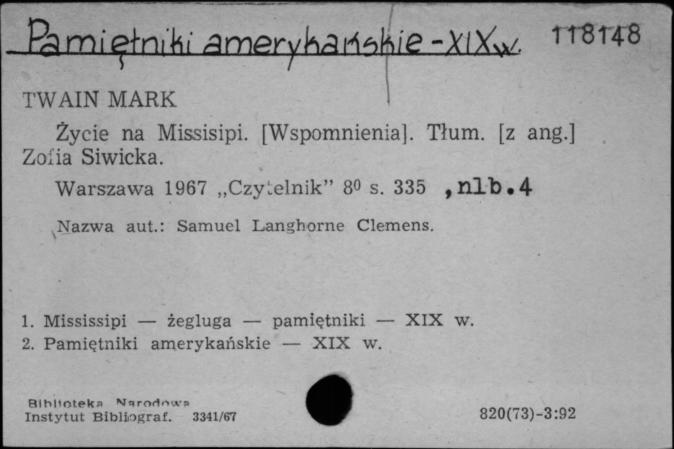 Pamiętniki amerykańskie - XIX w. 118148
TWAIN MARK
Życie na Missisipi. [Wspomnienia]. Tłum. [z ang.]
Zofia Siwicka.
Warszawa 1967 „Czytelnik” 8⁰ s. 335 , nlb. 4
Nazwa aut.: Samuel Langhorne Clemens.
1. Mississipi — żegluga — pamiętniki — XIX w.
2. Pamiętniki amerykańskie — XIX w.
Biblioteka Narodowa
Instytut Bibliograf. 3341/67 820(73)-3:92